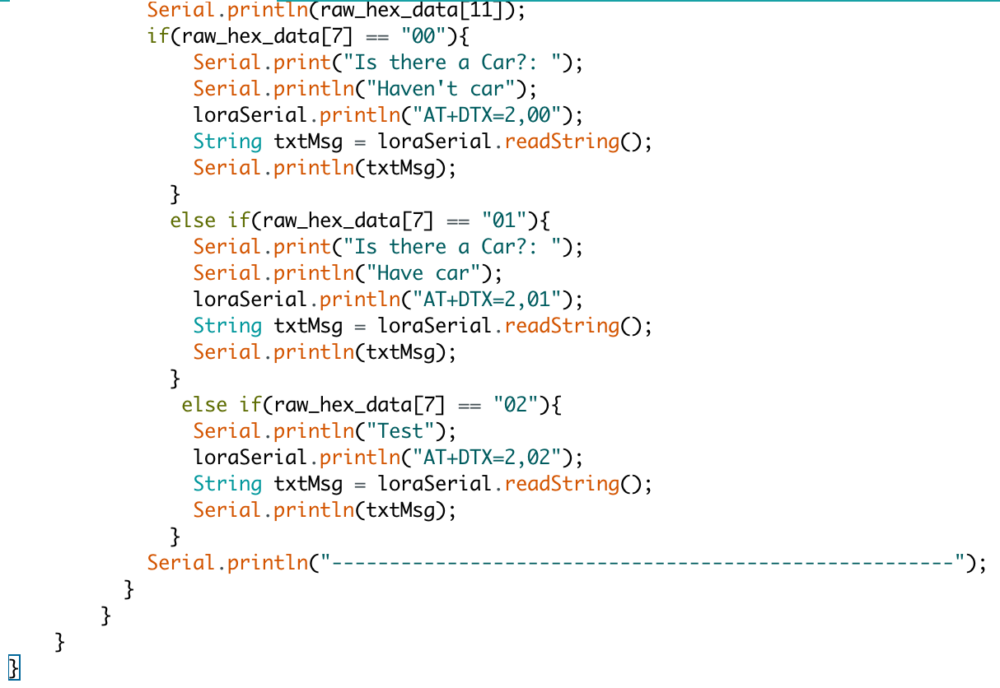 Serial.println(raw_hex_data[11]);
if(raw_hex_data[7] == "00"){
Serial.print("Is there a Car?: ");
Serial.println("Haven't car");
loraSerial.println("AT+DTX=2,00");
String txtMsg = loraSerial.readString();
Serial.println(txtMsg);
}
else if(raw_hex_data[7] == "01"){
Serial.print("Is there a Car?: ");
Serial.println("Have car");
loraSerial.println("AT+DTX=2,01");
String txtMsg = loraSerial.readString();
Serial.println(txtMsg);
}
else if(raw_hex_data[7] == "02"){
Serial.println("Test");
loraSerial.println("AT+DTX=2,02");
String txtMsg = loraSerial.readString();
Serial.println(txtMsg);
}
Serial.println("------------------------------------------------------");
}
}
}
}